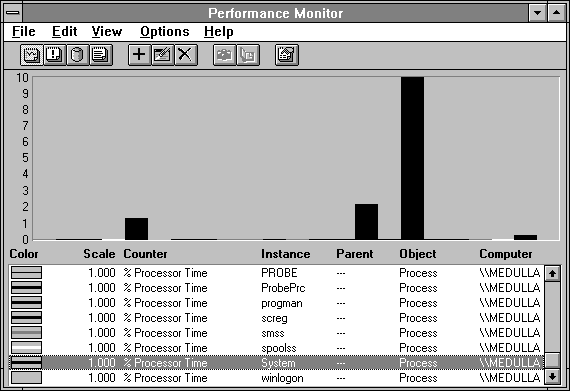 Performance Monitor
File Edit View Options Help
10
9
8
7
6
5
4
3
2
1
0
Color Scale Counter Instance Parent Object Computer
1.000 % Processor Time PROBE --- Process \\MEDULLA
1.000 % Processor Time ProbePrc --- Process \\MEDULLA
1.000 % Processor Time progman --- Process \\MEDULLA
1.000 % Processor Time screg --- Process \\MEDULLA
1.000 % Processor Time smss --- Process \\MEDULLA
1.000 % Processor Time spoolss --- Process \\MEDULLA
1.000 % Processor Time System --- Process \\MEDULLA
1.000 % Processor Time winlogon --- Process \\MEDULLA